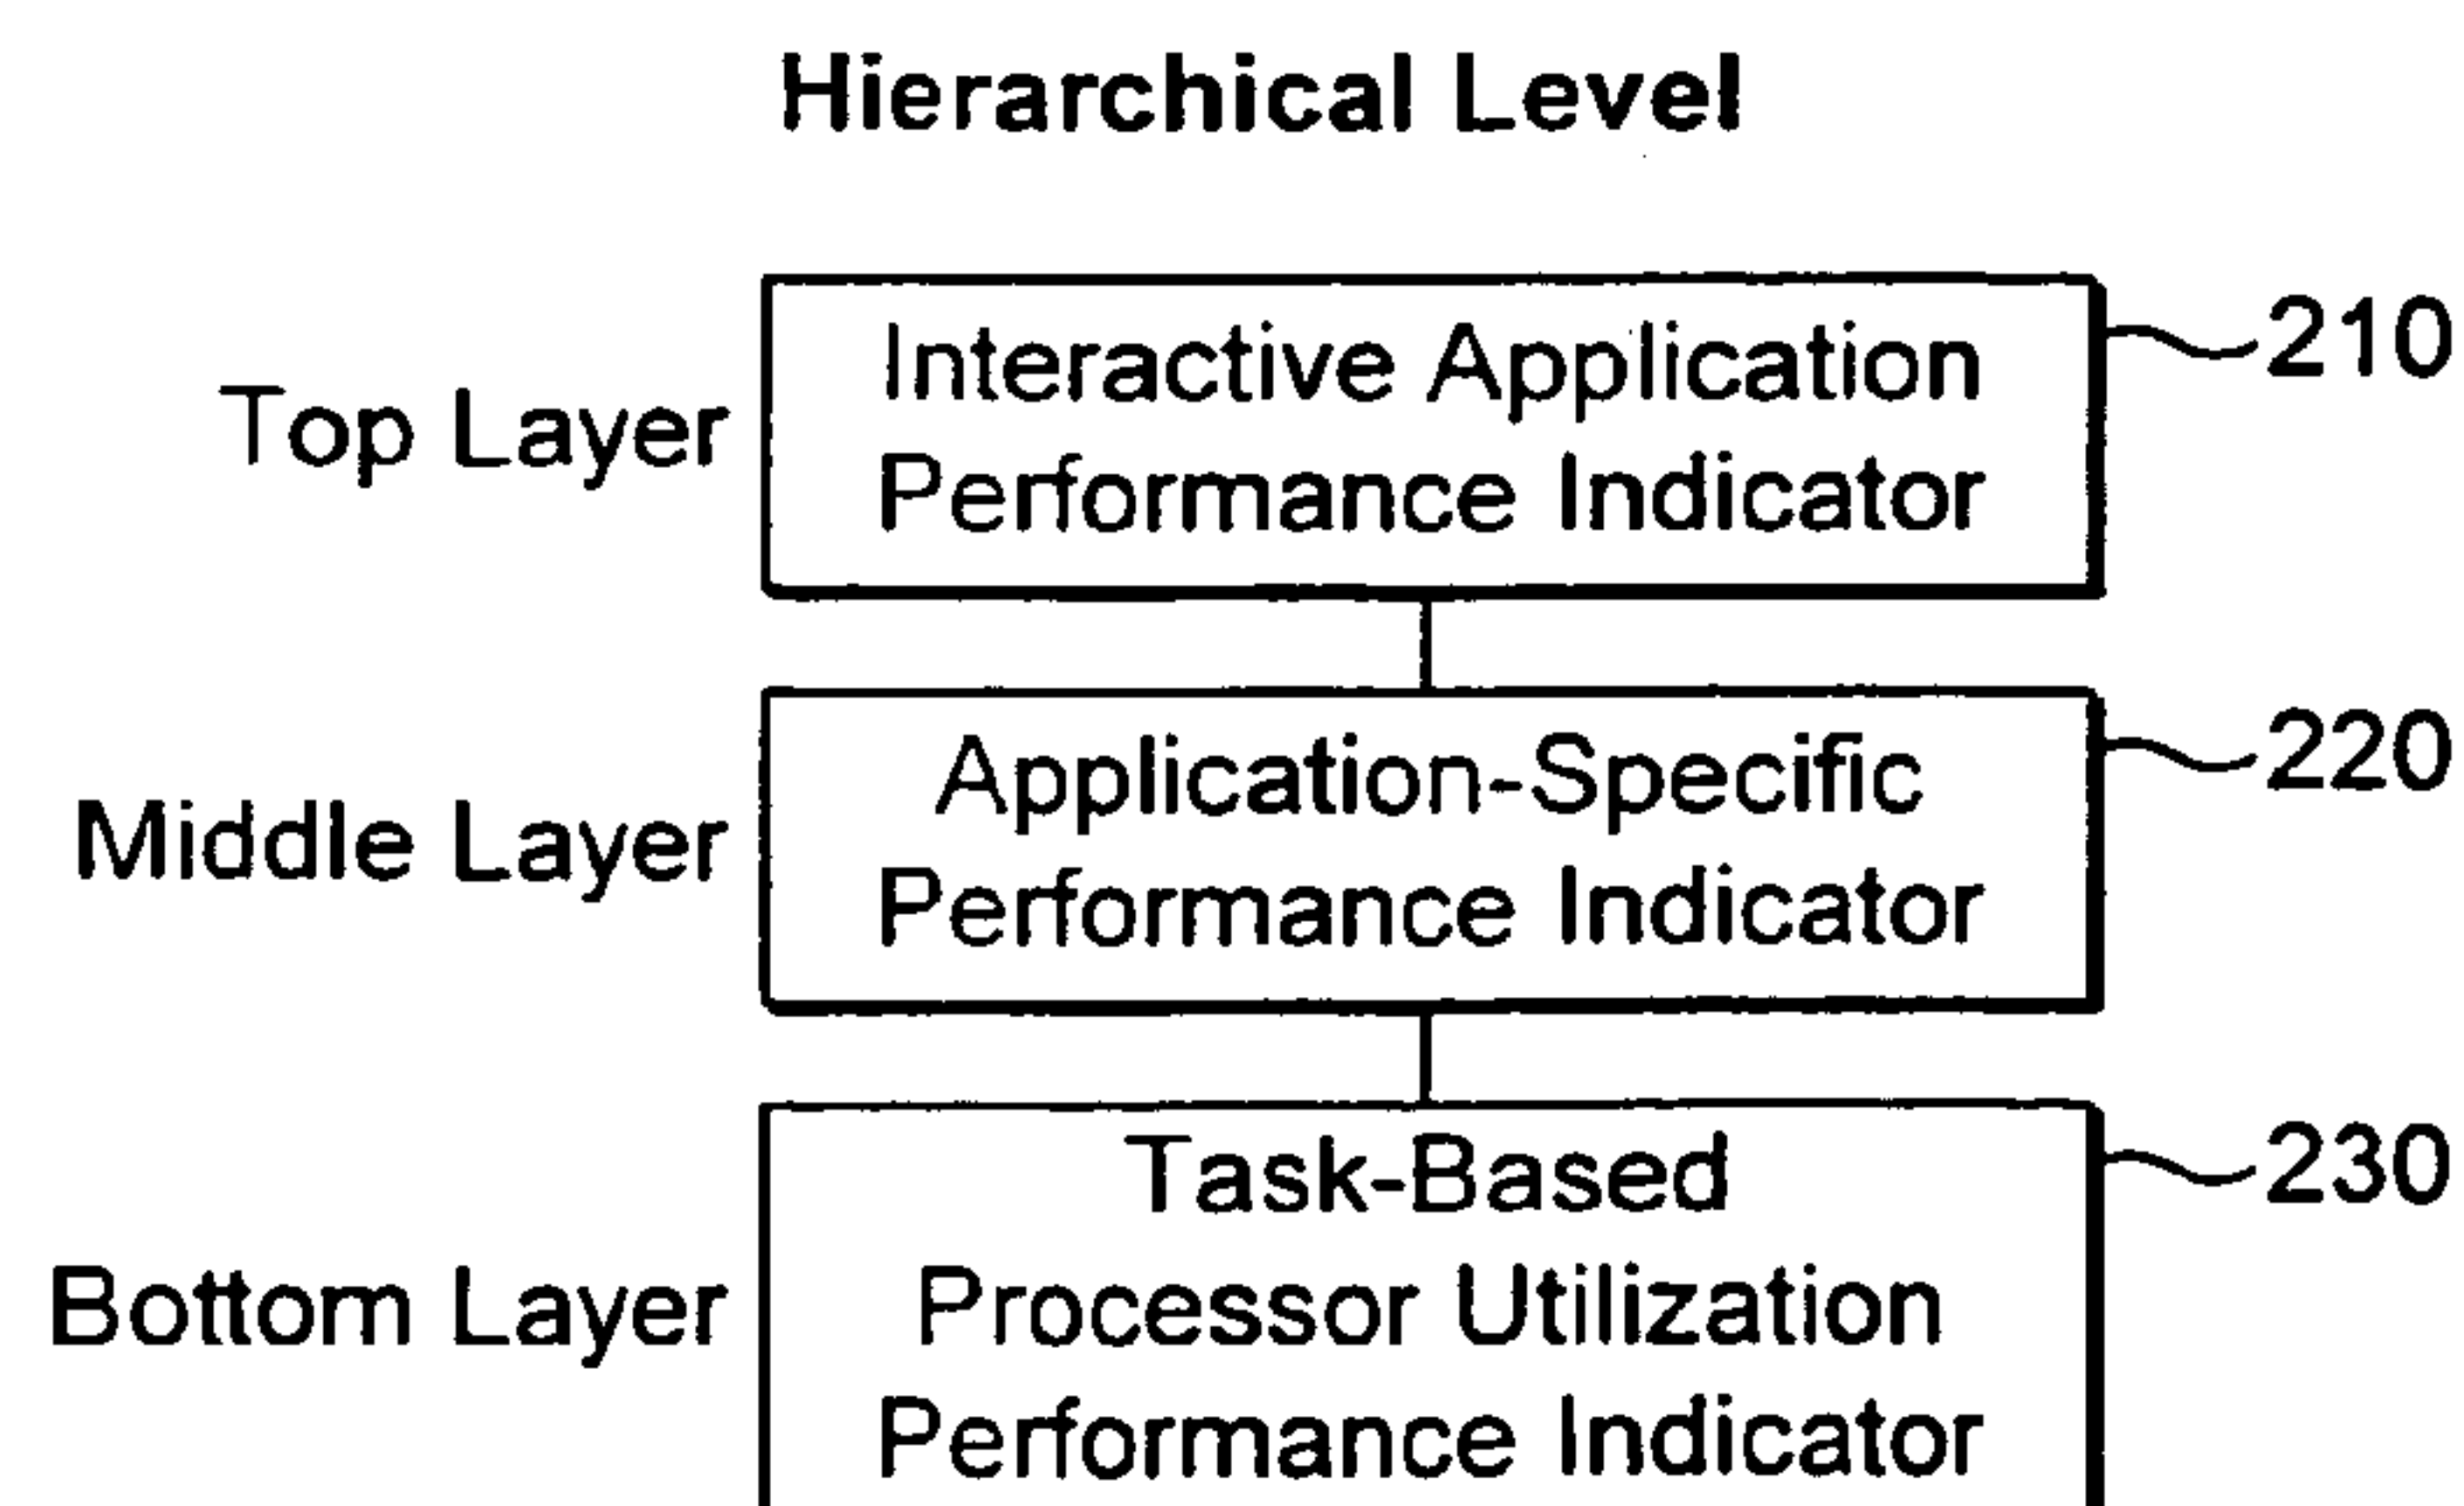 Hierarchical Level
Interactive Application
210
Top Layer
Performance Indicator
Application-Specific
220
Middle Layer
Performance Indicator
Task-Based
230
Bottom Layer
Processor Utilization
Performance Indicator